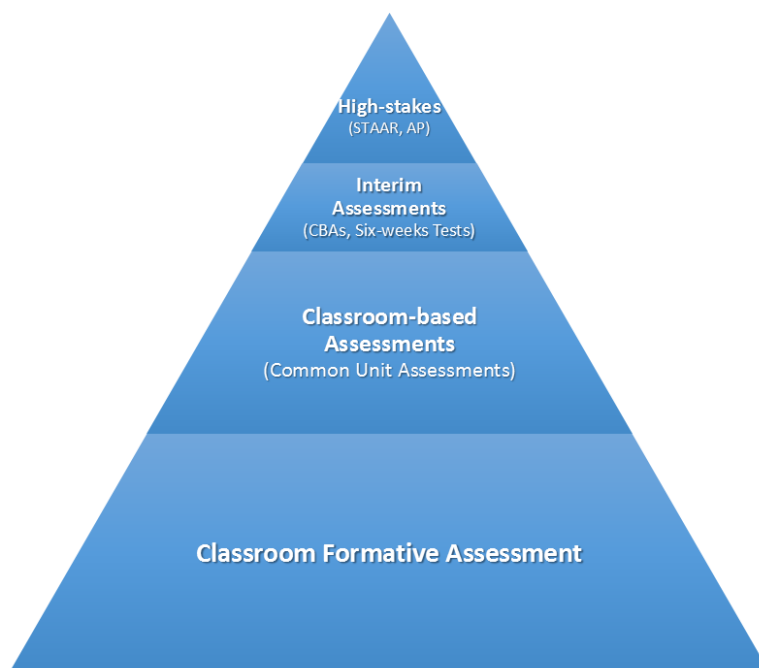 High-stakes
(STAAR, AP)
Interim
Assessments
(CBAs, Six-weeks Tests)
Classroom-based
Assessments
(Common Unit Assessments)
Classroom Formative Assessment